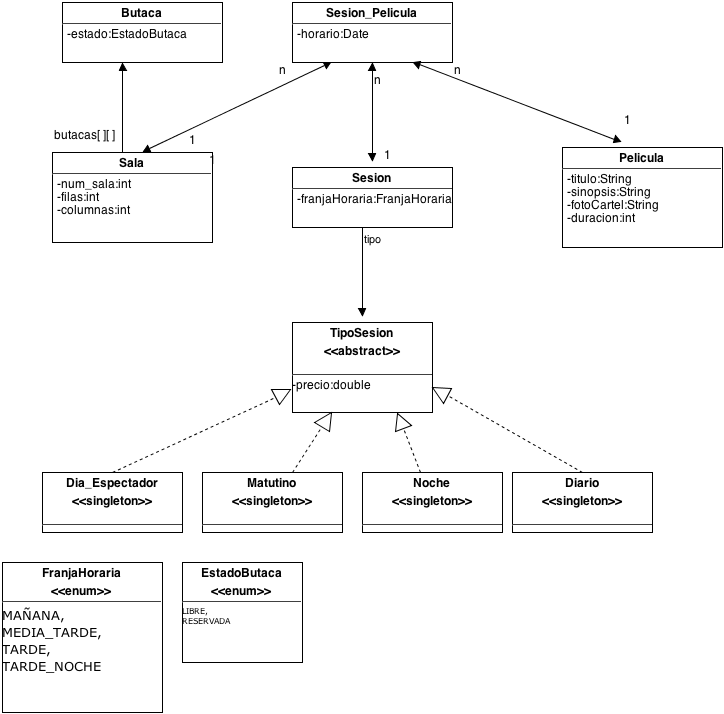 Butaca
-estado:EstadoButaca
Sesion_Pelicula
-horario:Date
n
n
n
butacas[ ][ ]
1
1
1
Sala
-num_sala:int
-filas:int
-columnas:int
Sesion
-franjaHoraria:FranjaHoraria
Pelicula
-titulo:String
-sinopsis:String
-fotoCartel:String
-duracion:int
tipo
TipoSesion
<<abstract>>
-precio:double
Dia_Espectador
<<singleton>>
Matutino
<<singleton>>
Noche
<<singleton>>
Diario
<<singleton>>
FranjaHoraria
<<enum>>
MAÑANA,
MEDIA_TARDE,
TARDE,
TARDE_NOCHE
EstadoButaca
<<enum>>
LIBRE,
RESERVADA